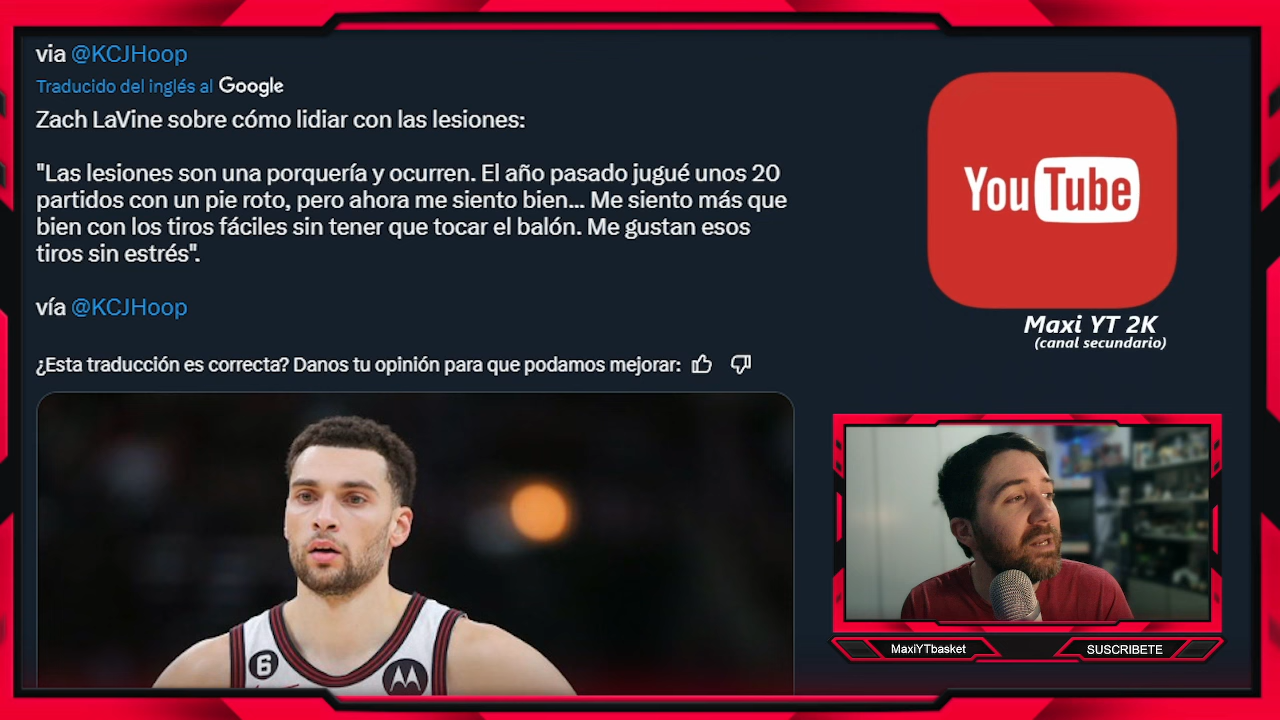 via @KCJHoop
Traducido del inglés al Google
Zach LaVine sobre cómo lidiar con las lesiones:
"Las lesiones son una porquería y ocurren. El año pasado jugué unos 20
partidos con un pie roto, pero ahora me siento bien... Me siento más que
bien con los tiros fáciles sin tener que tocar el balón. Me gustan esos
tiros sin estrés".
vía @KCJHoop
¿Esta traducción es correcta? Danos tu opinión para que podamos mejorar:
6
YouTube
Maxi YT 2K
(canal secundario)
MaxiYTbasket
SUSCRIBETE